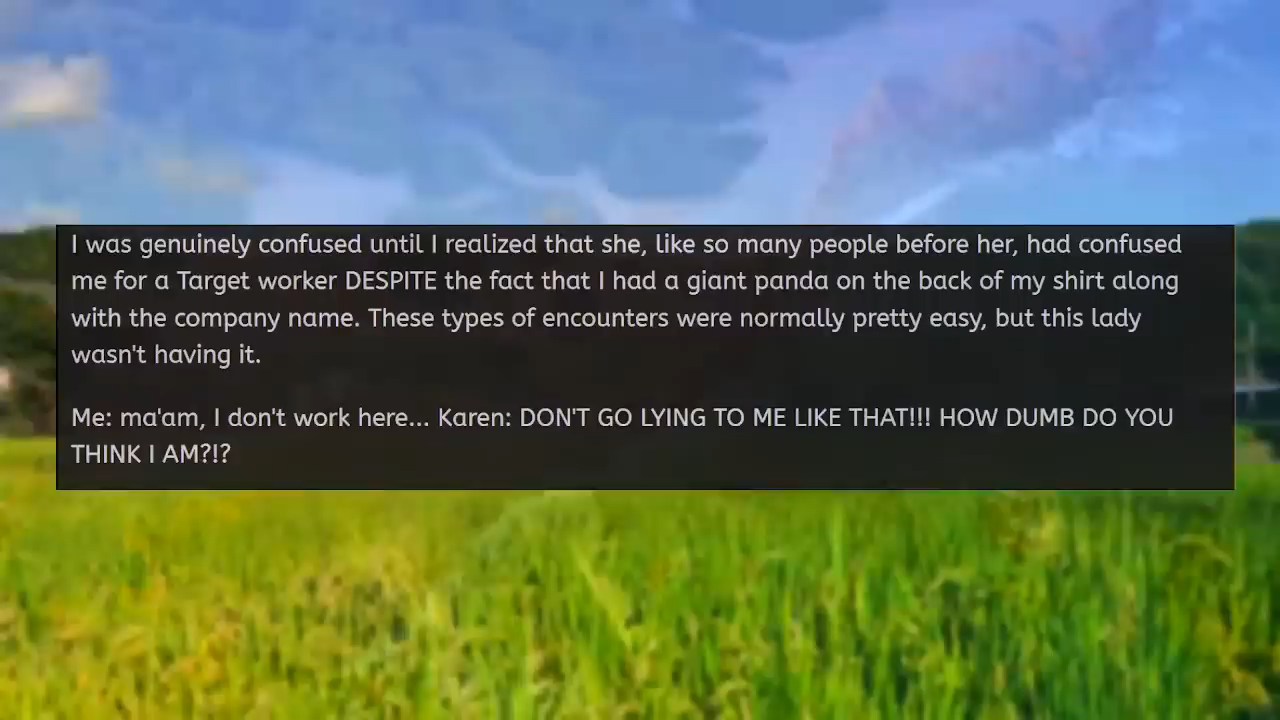 I was genuinely confused until I realized that she, like so many people before her, had confused
me for a Target worker DESPITE the fact that I had a giant panda on the back of my shirt along
with the company name. These types of encounters were normally pretty easy, but this lady
wasn't having it.
Me: ma'am, I don't work here... Karen: DON'T GO LYING TO ME LIKE THAT!!! HOW DUMB DO YOU
THINK I AM?!?